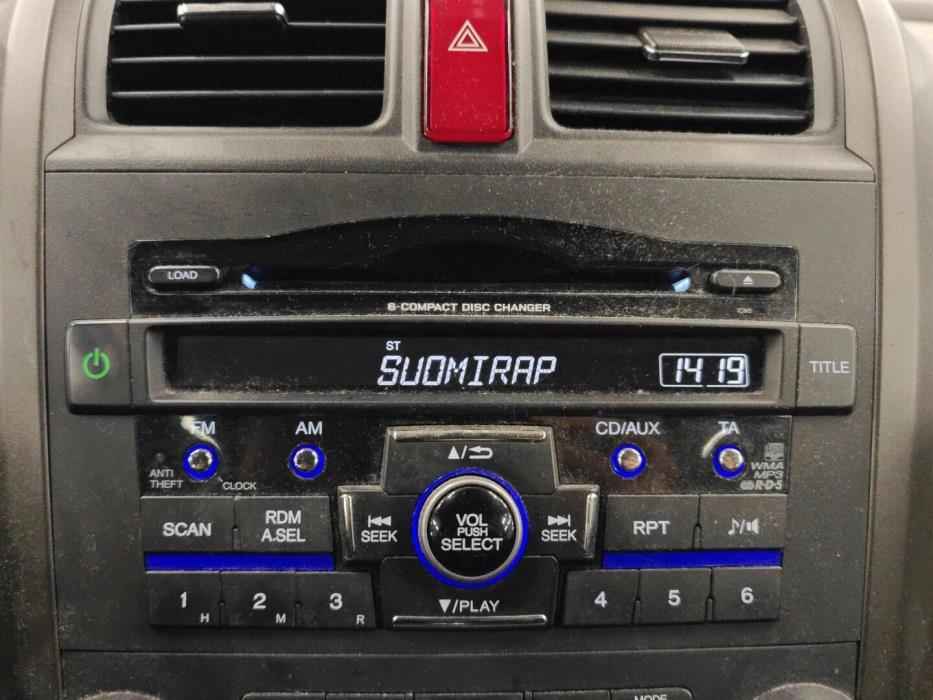 LOAD
6-COMPACT DISC CHANGER
ST
SUOMIRAP
14 19
TITLE
FM
AM
CD/AUX
TA
ANTI
THEFT
CLOCK
WMA
MP3
R·D·S
SCAN
RDM
A.SEL
SEEK
VOL
PUSH
SELECT
SEEK
RPT
1 H
2 M
3 R
▼/PLAY
4
5
6
MODE